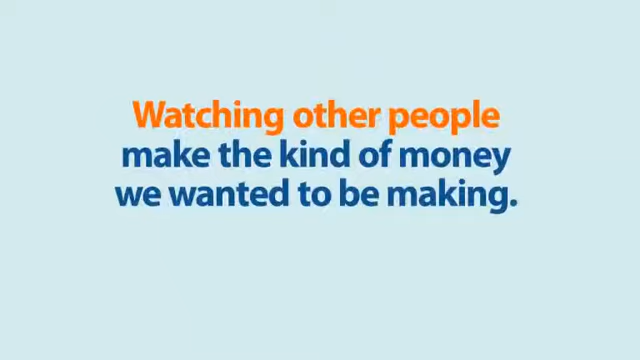 Watching other people
make the kind of money
we wanted to be making.